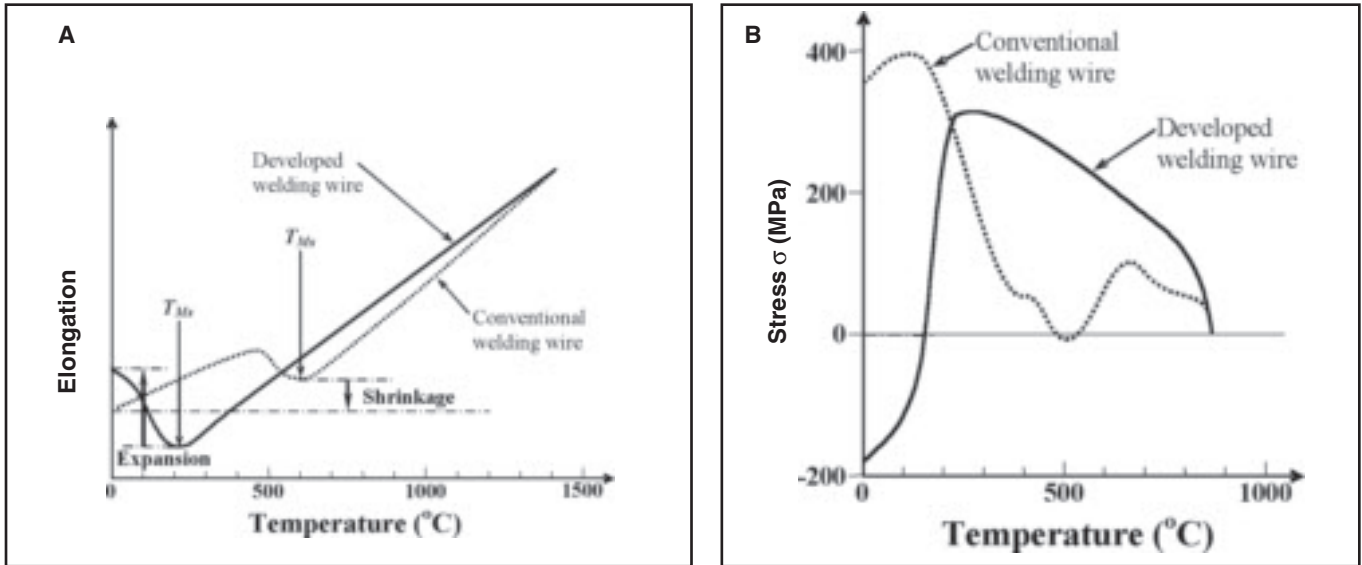 A
Developed
welding wire
T_Ms
T_Ms
Conventional
welding wire
Shrinkage
Expansion
Elongation
0
500
1000
1500
Temperature (°C)
B
400
200
0
-200
Conventional
welding wire
Developed
welding wire
Stress σ (MPa)
0
500
1000
Temperature (°C)